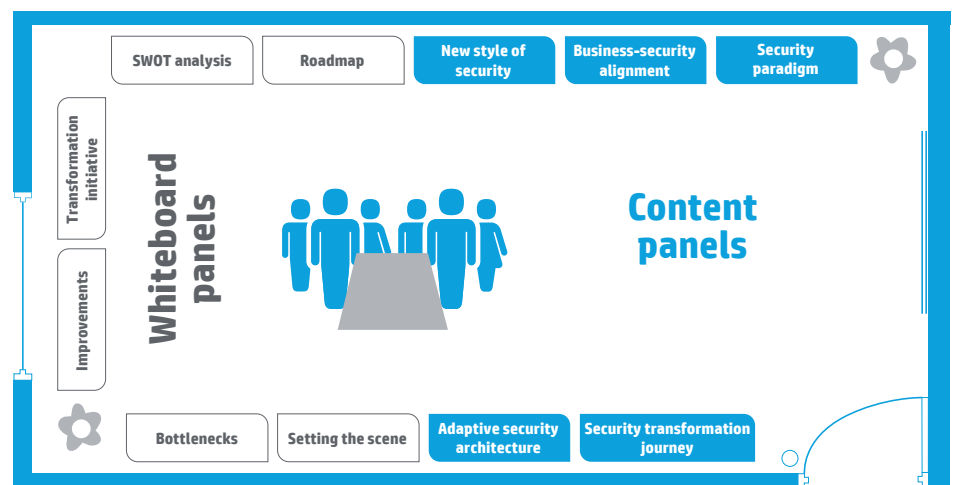 SWOT analysis
Roadmap
New style of
security
Business-security
alignment
Security
paradigm
Transformation
initiative
Improvements
Whiteboard
panels
Content
panels
Bottlenecks
Setting the scene
Adaptive security
architecture
Security transformation
journey